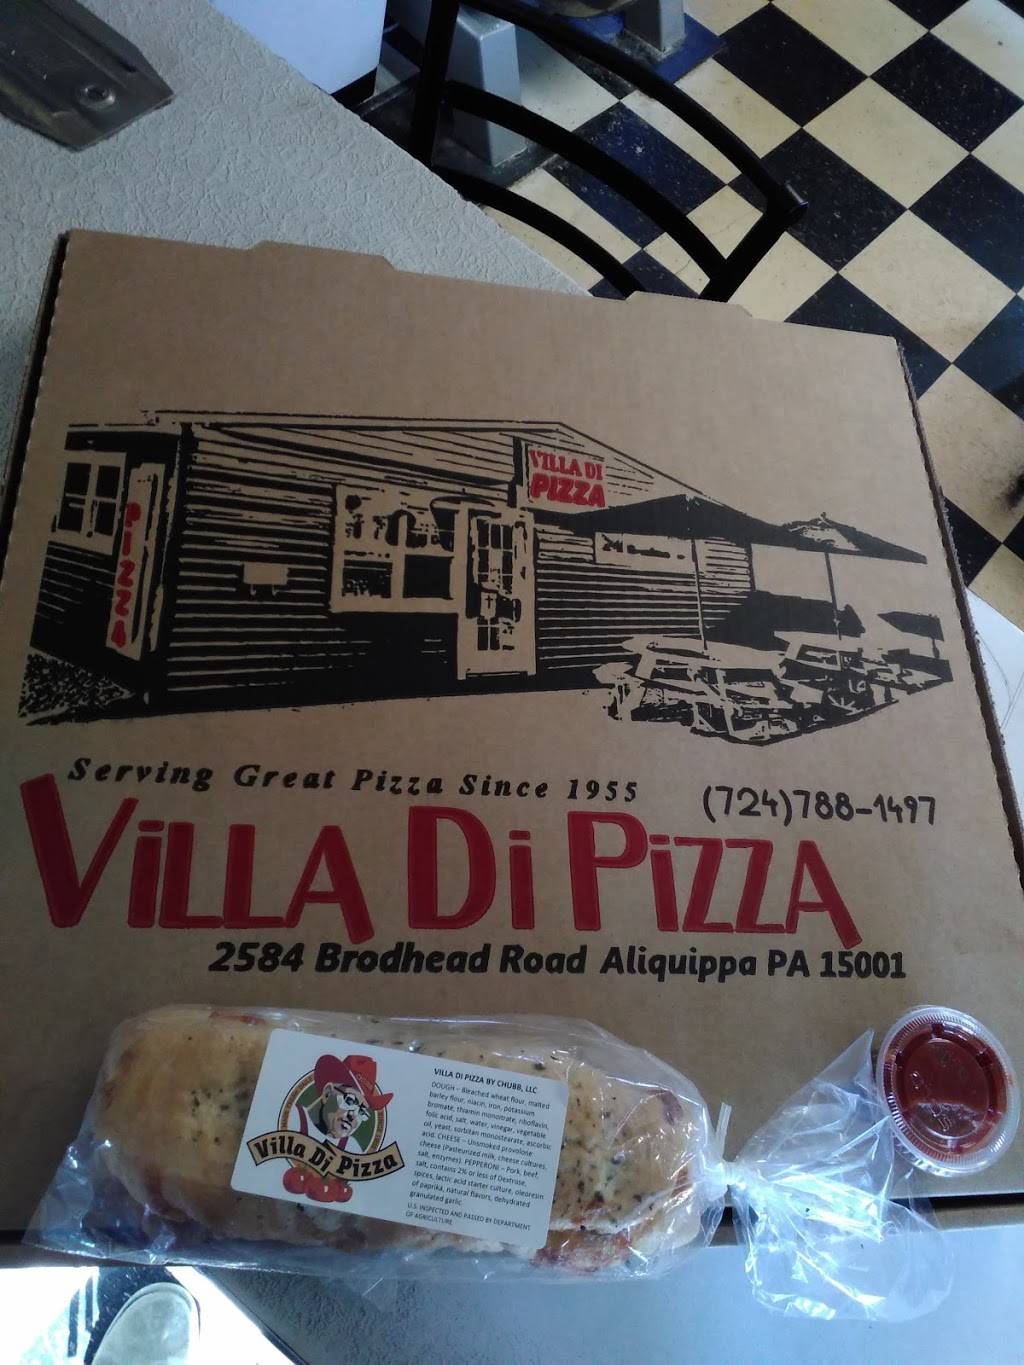 VILLA DI
PIZZA
PIZZA
Serving Great Pizza Since 1955
(724)788-1497
ViLLA Di PiZZA
2584 Brodhead Road Aliquippa PA 15001
Villa Di Pizza
VILLA DI PIZZA BY CHUBB, LLC
DOUGH – Bleached wheat flour, malted
barley flour, niacin, iron, potassium
bromate, thiamin monoitrate, riboflavin,
folic acid, salt, water, vinegar, vegetable
oil, yeast, sorbitan monostearate, ascorbic
acid. CHEESE – Unsmoked provolone
cheese (Pasteurized milk, cheese cultures,
salt, enzymes). PEPPERONI – Pork, beef,
salt, contains 2% or less of Dextrose,
spices, lactic acid starter culture, oleoresin
of paprika, natural flavors, dehydrated
granulated garlic.
U.S. INSPECTED AND PASSED BY DEPARTMENT
OF AGRICULTURE